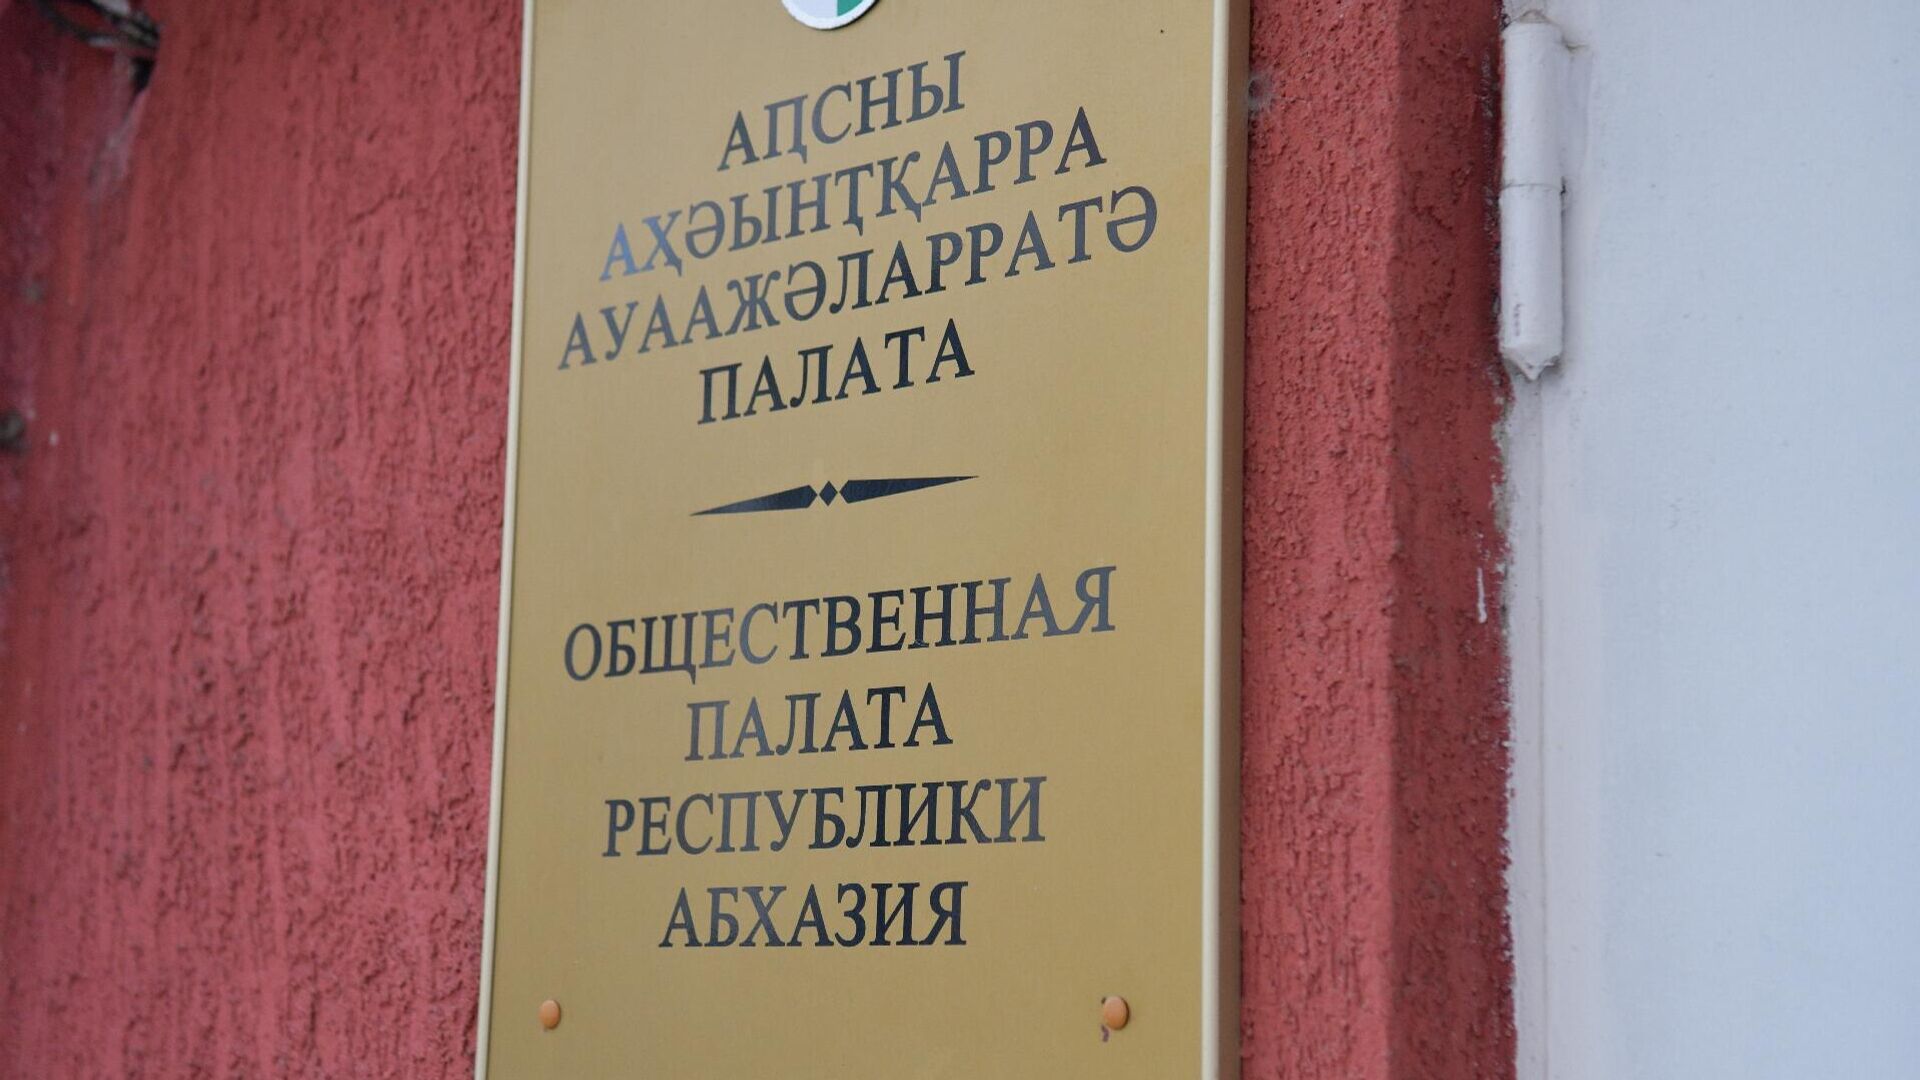 АԤСНЫ
АҲӘЫНҬҚАРРА
АУААЖӘЛАРРАТӘ
ПАЛАТА
ОБЩЕСТВЕННАЯ
ПАЛАТА
РЕСПУБЛИКИ
АБХАЗИЯ